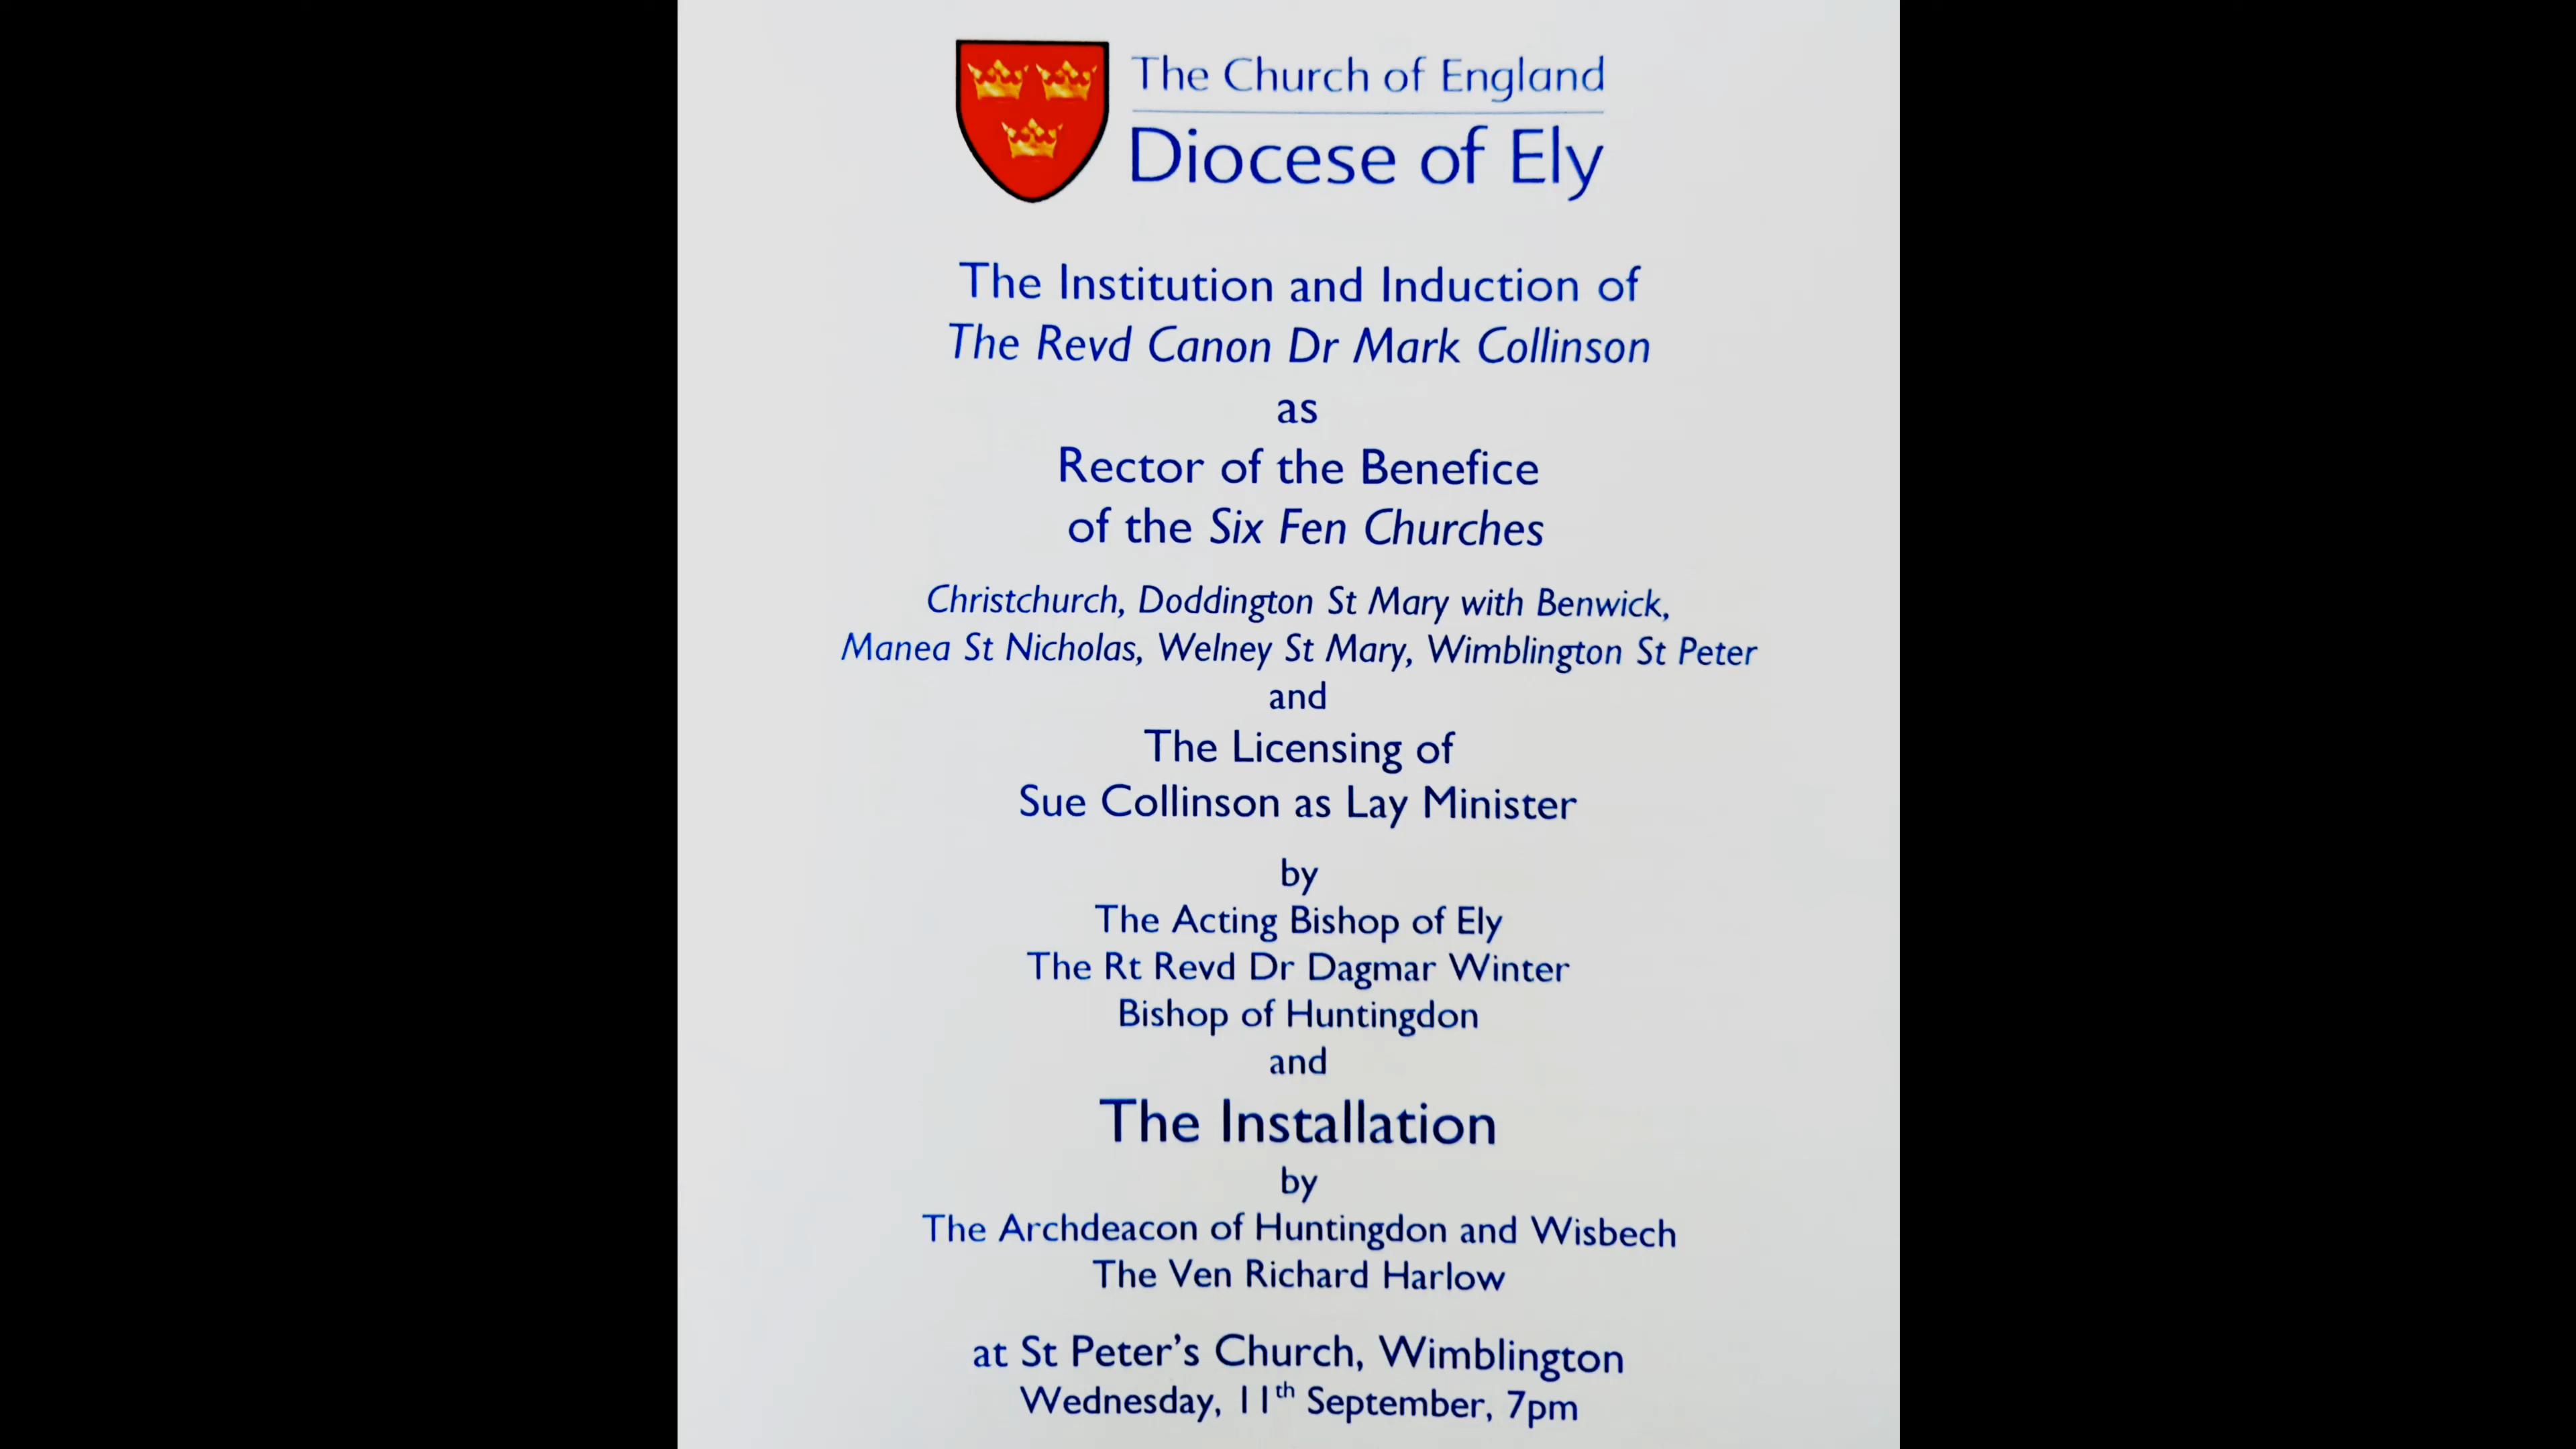 The Church of England
Diocese of Ely
The Institution and Induction of
The Revd Canon Dr Mark Collinson
as
Rector of the Benefice
of the Six Fen Churches
Christchurch, Doddington St Mary with Benwick,
Manea St Nicholas, Welney St Mary, Wimblington St Peter
and
The Licensing of
Sue Collinson as Lay Minister
by
The Acting Bishop of Ely
The Rt Revd Dr Dagmar Winter
Bishop of Huntingdon
and
The Installation
by
The Archdeacon of Huntingdon and Wisbech
The Ven Richard Harlow
at St Peter's Church, Wimblington
Wednesday, 11th September, 7pm